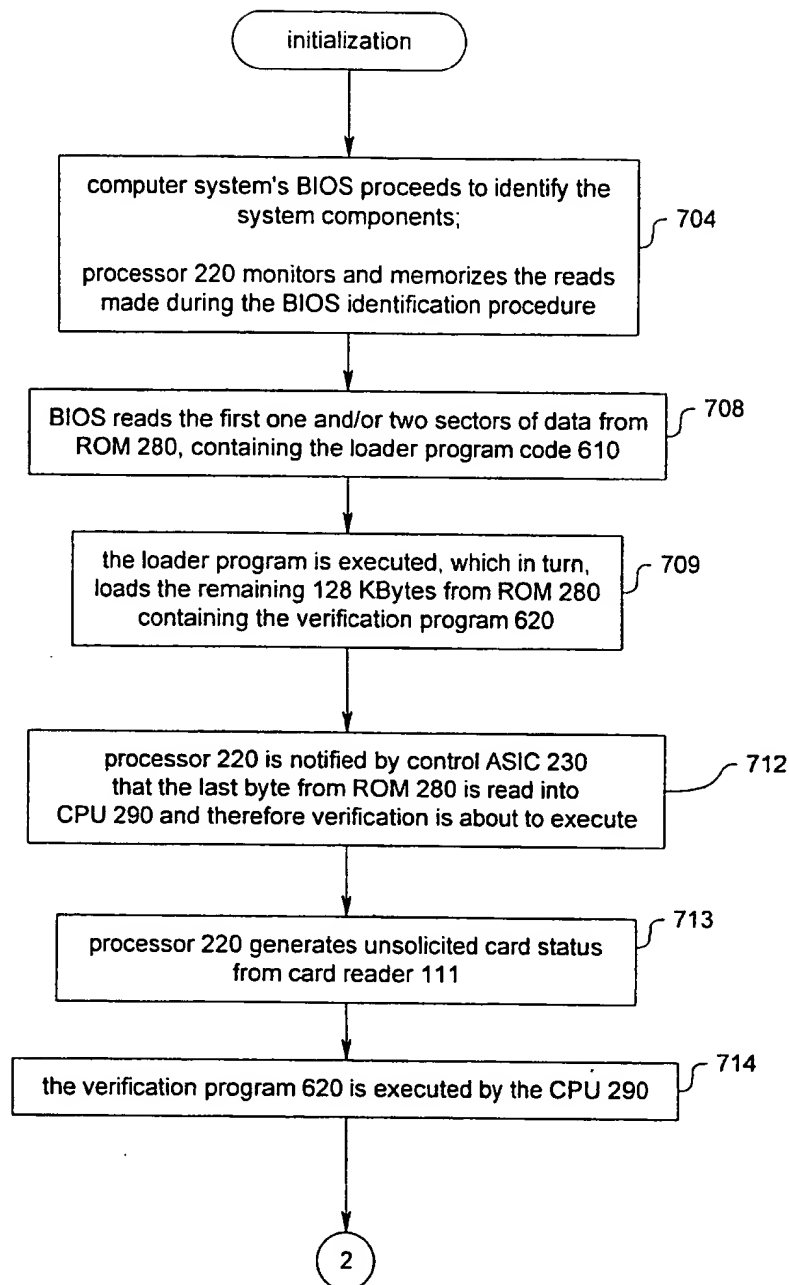 initialization
computer system's BIOS proceeds to identify the
system components;
704
processor 220 monitors and memorizes the reads
made during the BIOS identification procedure
708
BIOS reads the first one and/or two sectors of data from
ROM 280, containing the loader program code 610
709
the loader program is executed, which in turn,
loads the remaining 128 KBytes from ROM 280
containing the verification program 620
processor 220 is notified by control ASIC 230
712
that the last byte from ROM 280 is read into
CPU 290 and therefore verification is about to execute
713
processor 220 generates unsolicited card status
from card reader 111
714
the verification program 620 is executed by the CPU 290
2